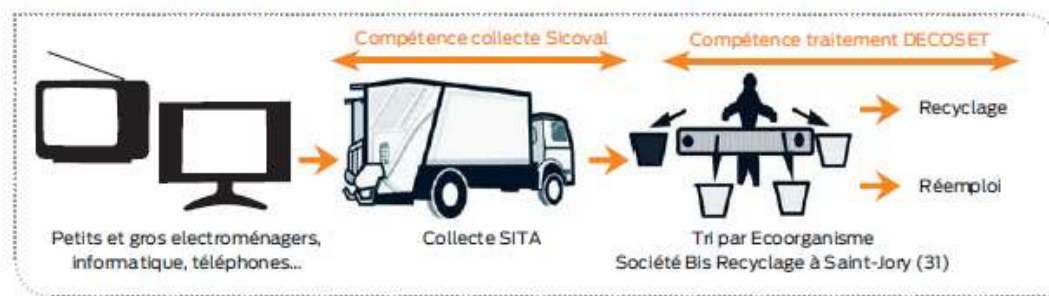 Compétence collecte Sicoval
Compétence traitement DECOSET
Recyclage
Réemploi
Petits et gros electroménagers,
informatique, téléphones...
Collecte SITA
Tri par Ecoorganisme
Société Bis Recyclage à Saint-Jory (31)